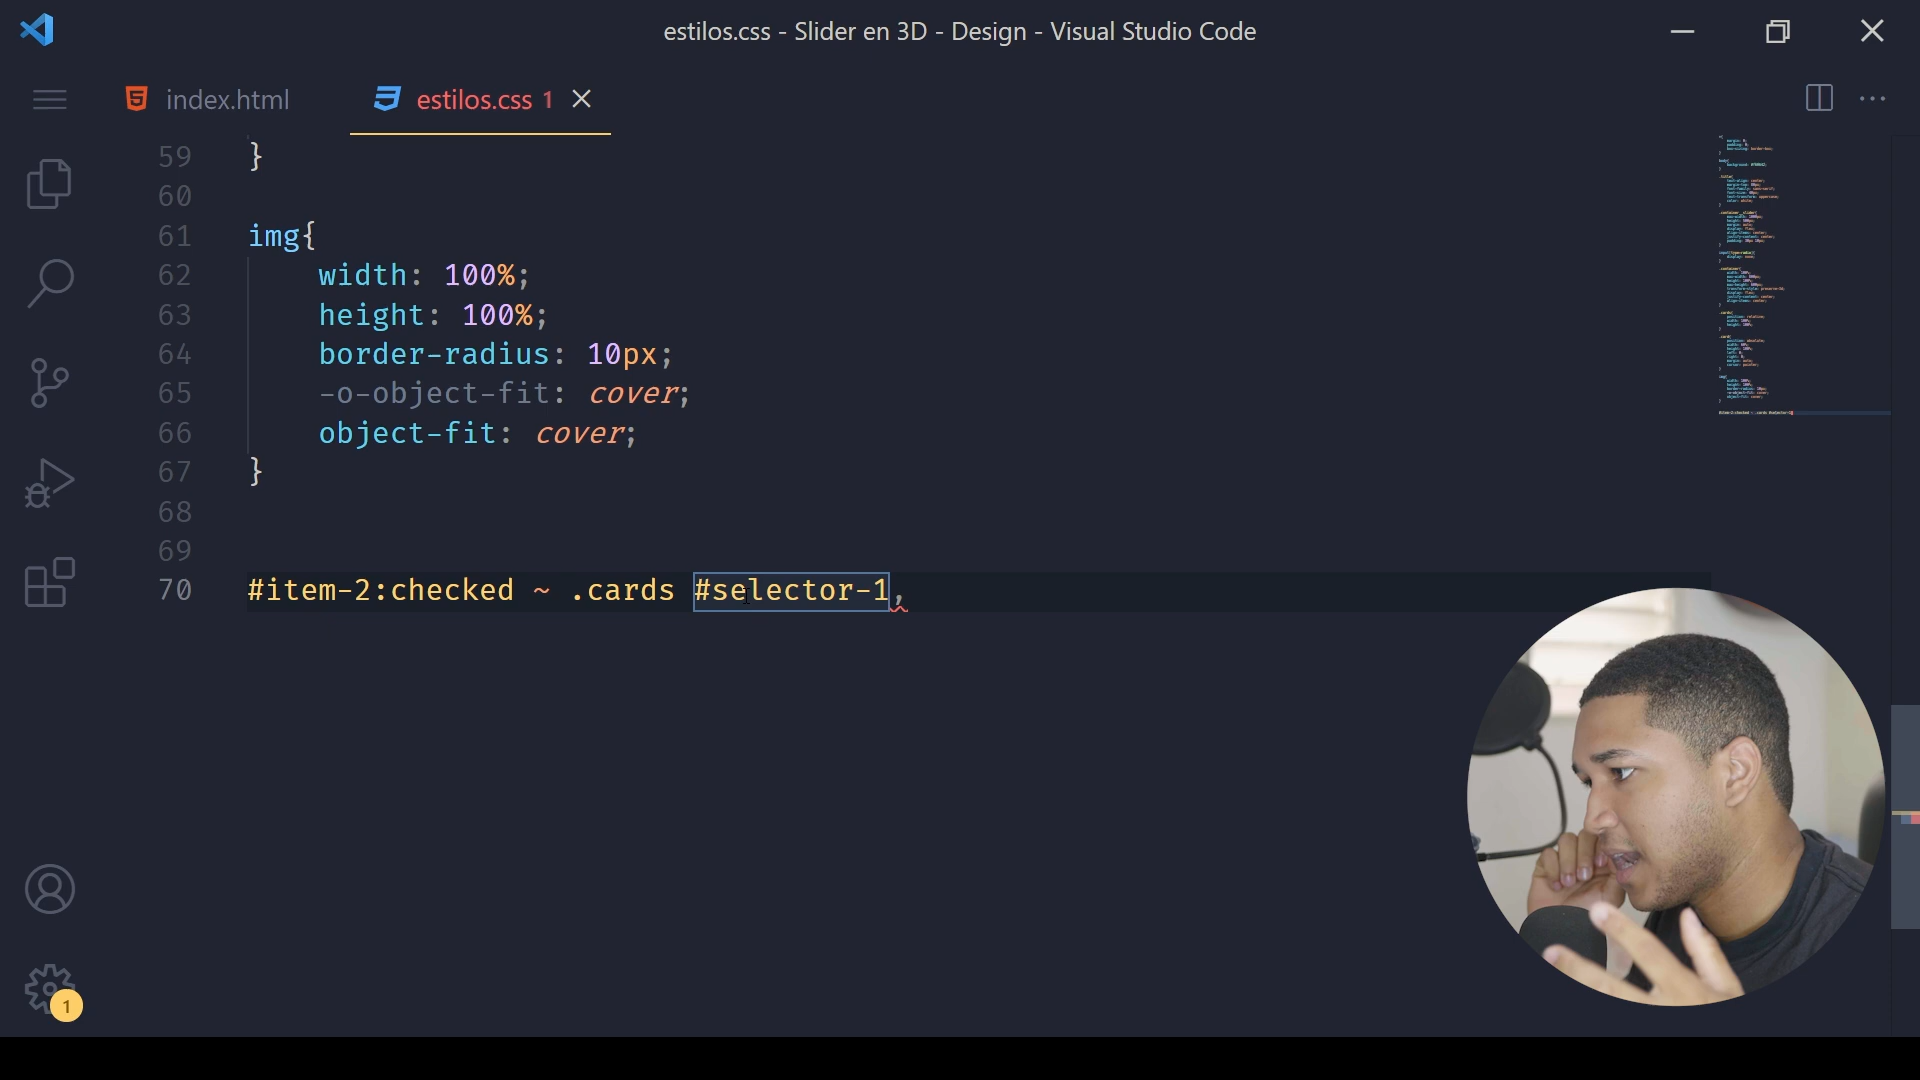 estilos.css - Slider en 3D - Design - Visual Studio Code
index.html
estilos.css 1
59 }
60
61 img{
62 width: 100%;
63 height: 100%;
64 border-radius: 10px;
65 -o-object-fit: cover;
66 object-fit: cover;
67 }
68
69
70 #item-2:checked ~ .cards #selector-1,
1